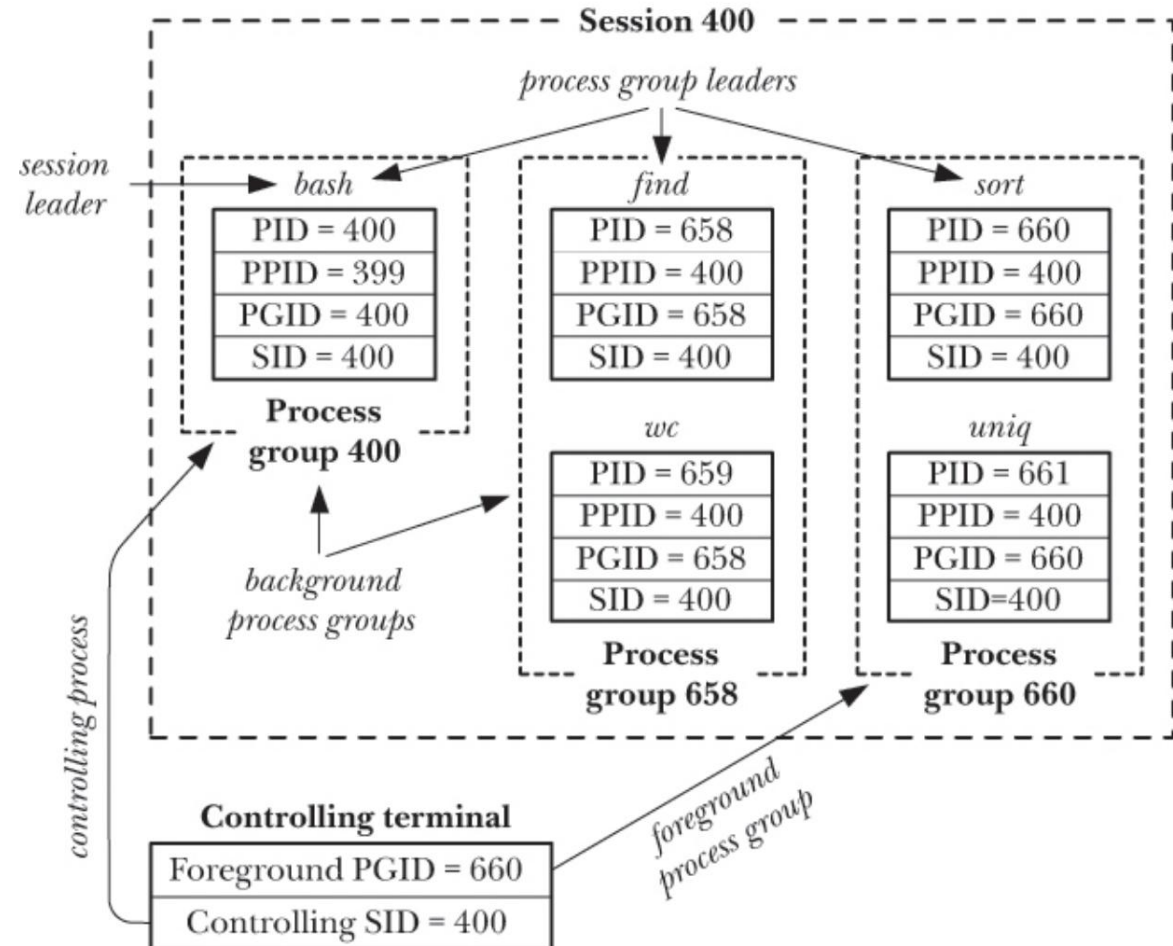 Session 400
process group leaders
session
leader
bash
PID = 400
PPID = 399
PGID = 400
SID = 400
Process
group 400
find
PID = 658
PPID = 400
PGID = 658
SID = 400
wc
PID = 659
PPID = 400
PGID = 658
SID = 400
Process
group 658
sort
PID = 660
PPID = 400
PGID = 660
SID = 400
uniq
PID = 661
PPID = 400
PGID = 660
SID=400
Process
group 660
background
process groups
controlling process
foreground
process group
Controlling terminal
Foreground PGID = 660
Controlling SID = 400